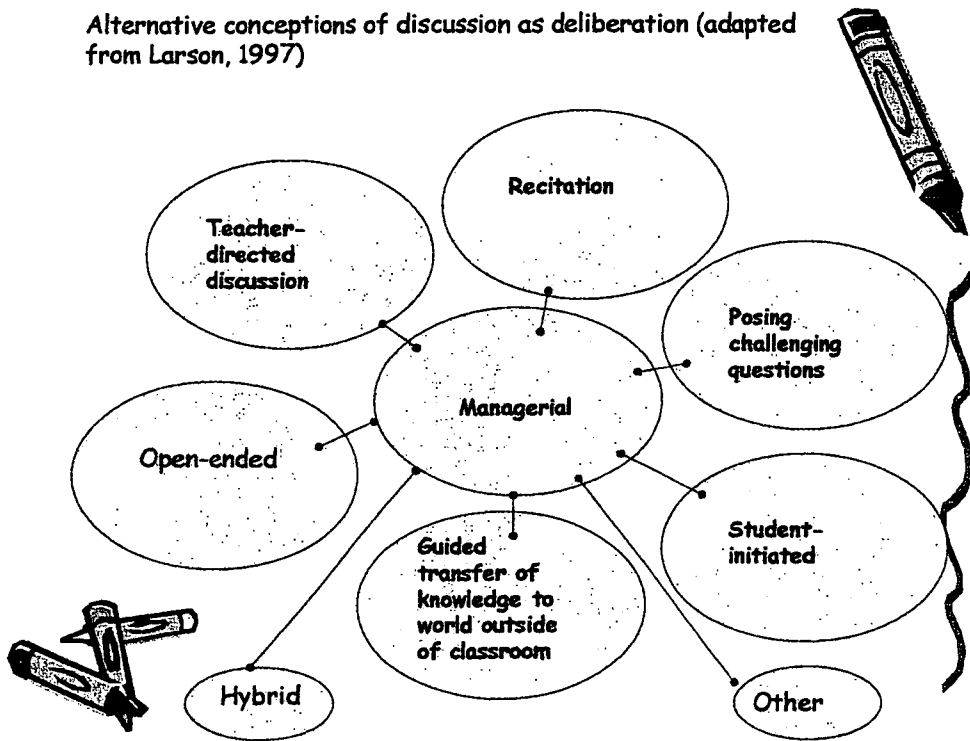 Alternative conceptions of discussion as deliberation (adapted
from Larson, 1997)
Recitation
Teacher-
directed
discussion
Posing
challenging
questions
Managerial
Open-ended
Student-
initiated
Guided
transfer of
knowledge to
world outside
of classroom
Hybrid
Other